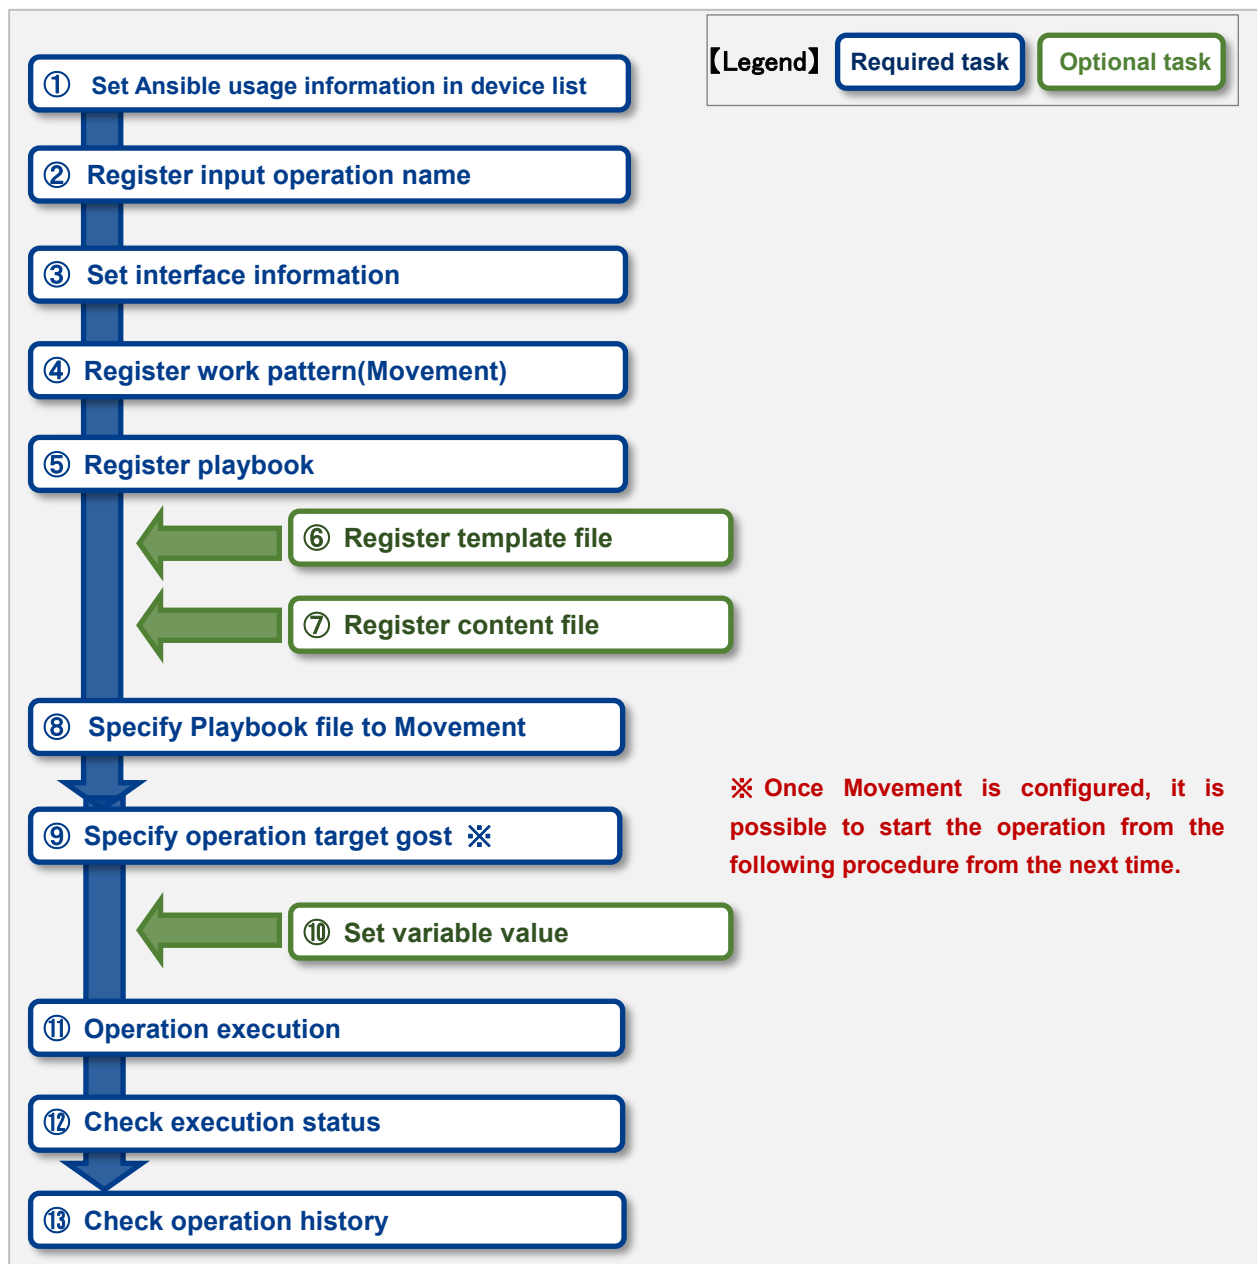 【Legend】 Required task Optional task
① Set Ansible usage information in device list
② Register input operation name
③ Set interface information
④ Register work pattern(Movement)
⑤ Register playbook
⑥ Register template file
⑦ Register content file
⑧ Specify Playbook file to Movement
※ Once Movement is configured, it is
possible to start the operation from the
following procedure from the next time.
⑨ Specify operation target gost ※
⑩ Set variable value
⑪ Operation execution
⑫ Check execution status
⑬ Check operation history